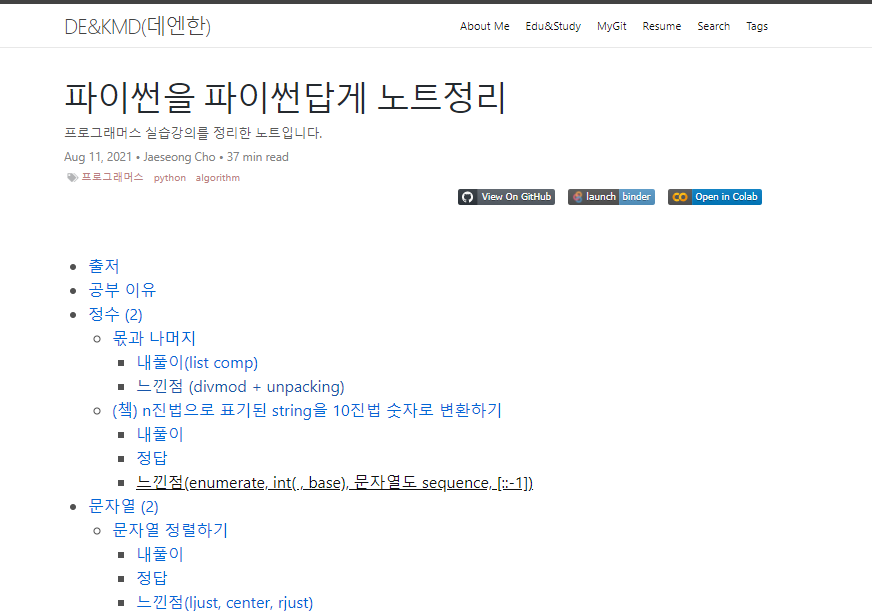 DE&KMD(데엔한)
About Me Edu&Study MyGit Resume Search Tags
파이썬을 파이썬답게 노트정리
프로그래머스 실습강의를 정리한 노트입니다.
Aug 11, 2021 • Jaeseong Cho • 37 min read
프로그래머스 python algorithm
View On GitHub launch binder Open in Colab
출저
공부 이유
정수 (2)
몫과 나머지
내풀이(list comp)
느낀점 (divmod + unpacking)
(첵) n진법으로 표기된 string을 10진법 숫자로 변환하기
내풀이
정답
느낀점(enumerate, int( , base), 문자열도 sequence, [::-1])
문자열 (2)
문자열 정렬하기
내풀이
정답
느낀점(ljust, center, rjust)